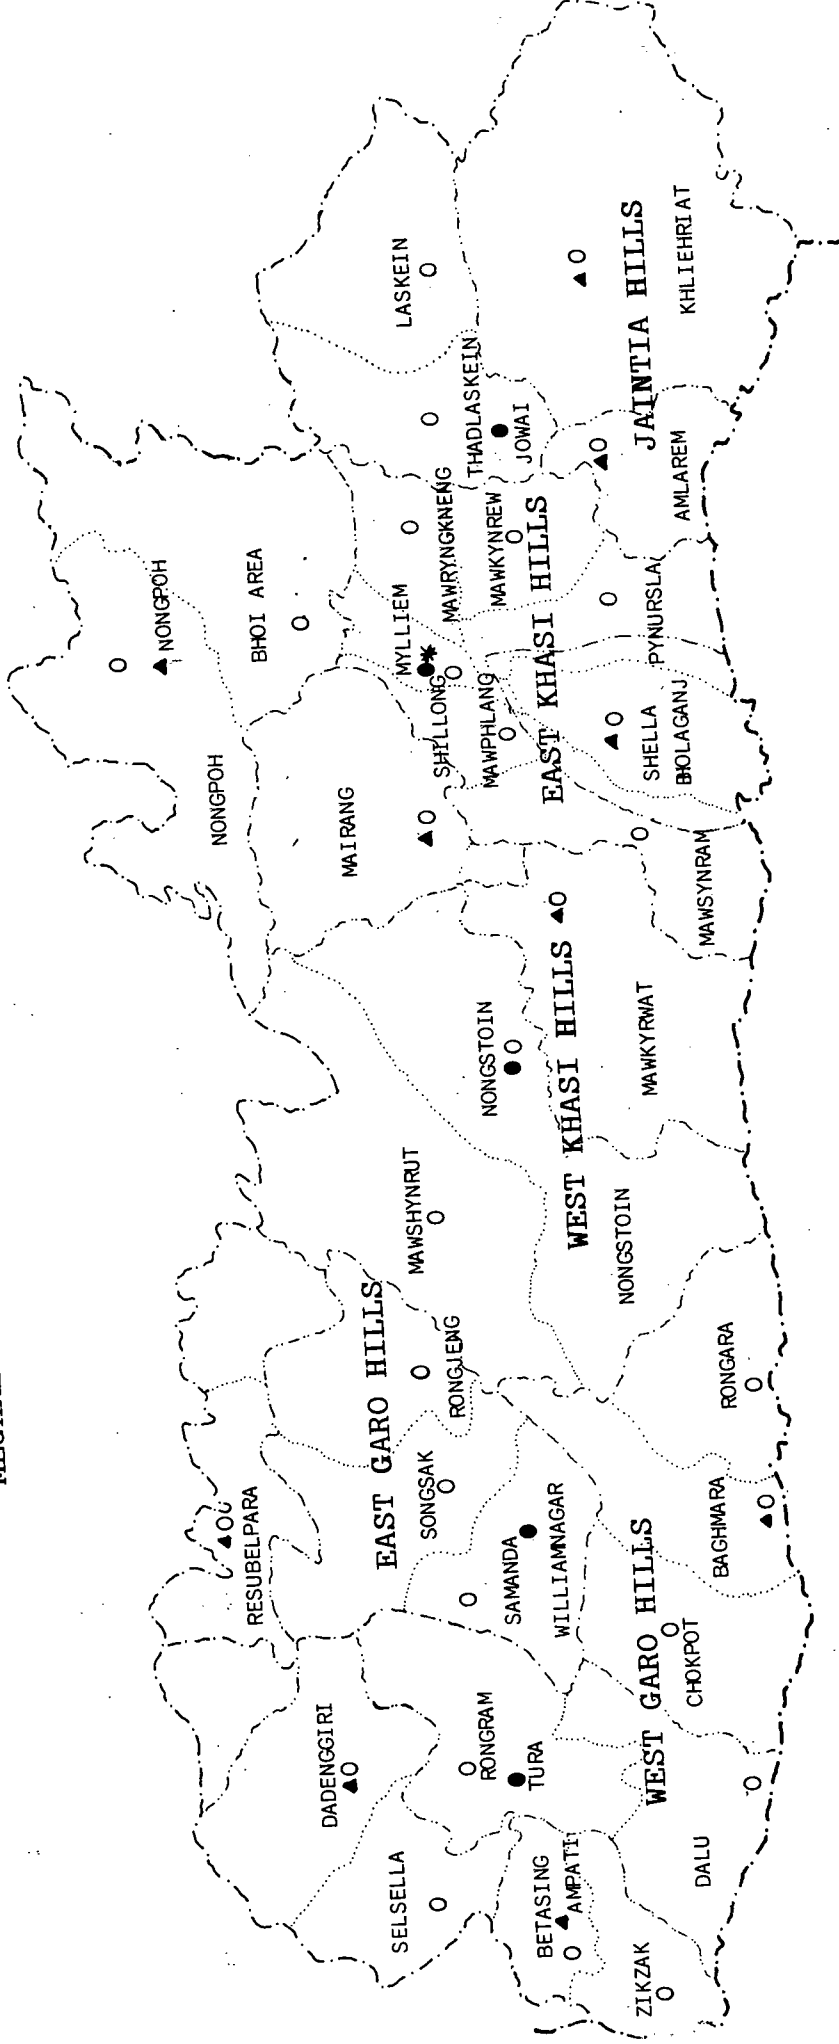 RESUBELPARA
DADENGGIRI
SELSELLA
BETASING
AMPATI
ZIKZAK
RONGRAM
TURA
DALU
WEST GARO HILLS
CHOKPOT
EAST GARO HILLS
SONGSAK
RONGJENG
SAMANDA
WILLIAMNAGAR
BAGHMARA
RONGARA
MAWSHYNRUT
NONGSTOIN
WEST KHASI HILLS
NONGSTOIN
MAWKYRWAT
MAIRANG
NONGPOH
NONGPOH
BHOI AREA
MYLLIEM
SHILLONG
MAWRYNGKNENG
MAWPHLANG
MAWKYNREW
EAST KHASI HILLS
MAWSYNRAM
SHELLA
BHOLAGANJ
PYNURSLA
THADLASKEIN
JOWAI
LASKEIN
AMLAREM
JAINTIA HILLS
KHLIEHRIAT